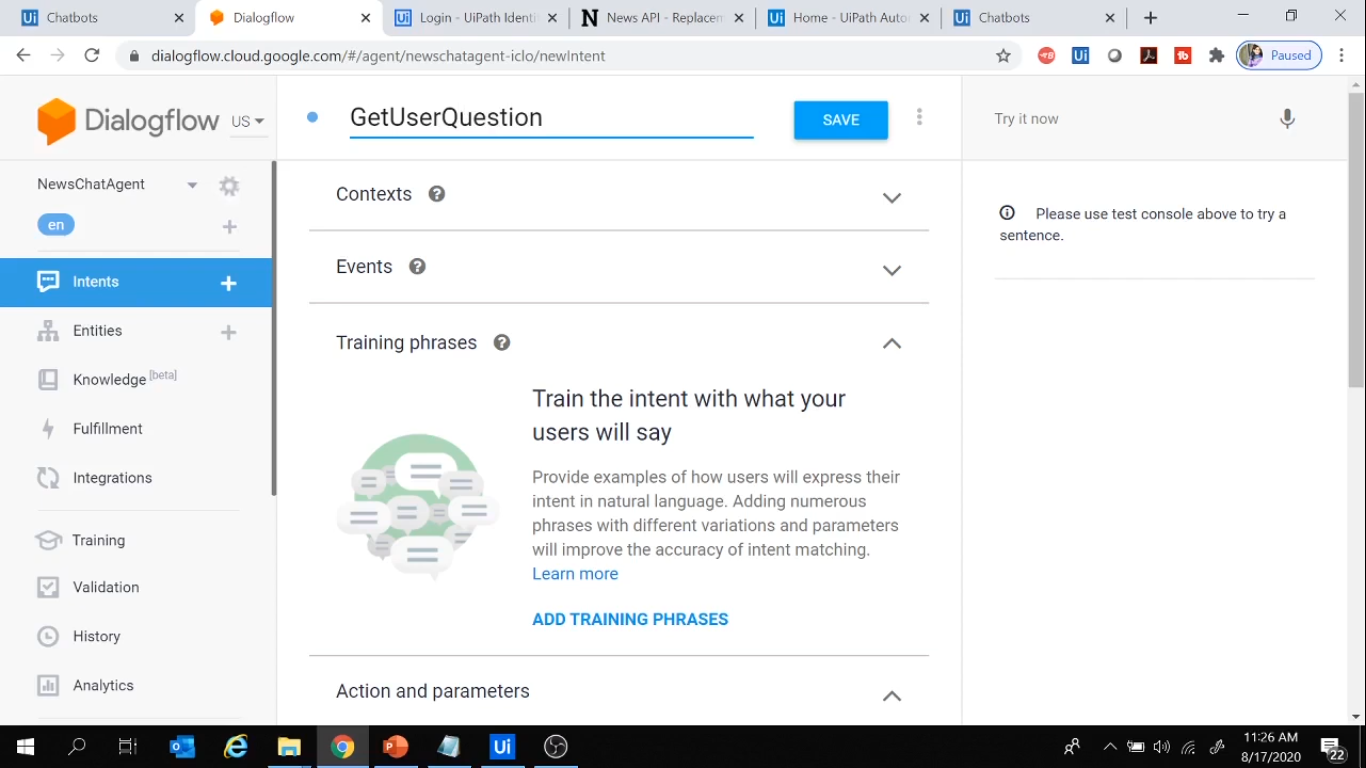 Chatbots
Dialogflow
Login - UiPath Identi
News API - Replacem
Home - UiPath Auto
Chatbots
dialogflow.cloud.google.com/#/agent/newschatagent-iclo/newIntent
Paused
Dialogflow
US
GetUserQuestion
SAVE
Try it now
NewsChatAgent
en
Intents
Entities
Knowledge [beta]
Fulfillment
Integrations
Training
Validation
History
Analytics
Contexts
Events
Training phrases
Train the intent with what your
users will say
Provide examples of how users will express their
intent in natural language. Adding numerous
phrases with different variations and parameters
will improve the accuracy of intent matching.
Learn more
ADD TRAINING PHRASES
Action and parameters
Please use test console above to try a
sentence.
11:26 AM
8/17/2020
22